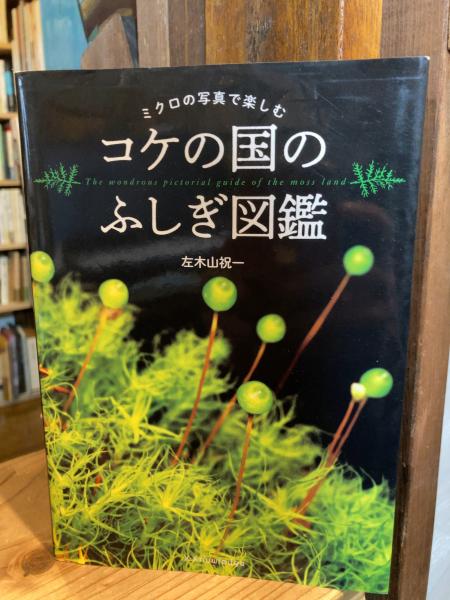 ミクロの写真で楽しむ
コケの国の
The wondrous pictorial guide of the moss land
ふしぎ図鑑
左木山祝一